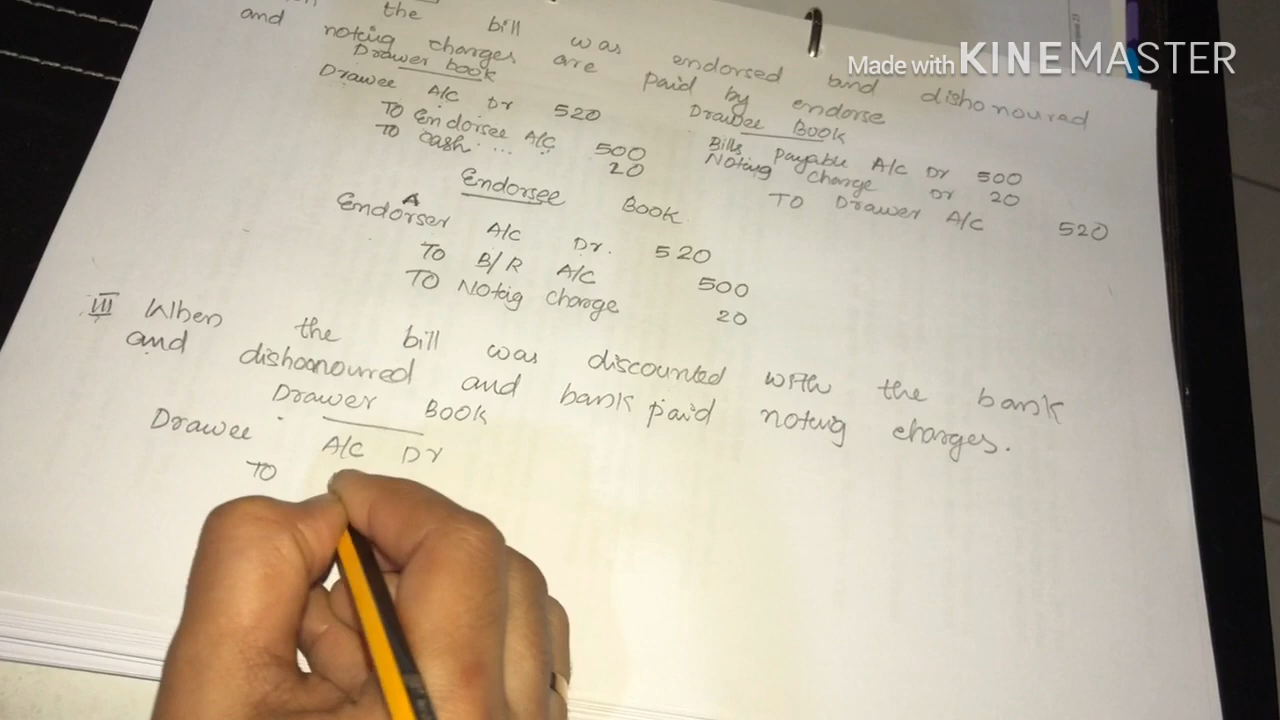 the bill was endorsed and dishonoured
and noting charges are paid by endorse
Drawer book
Drawee A/C Dr 520
To Endorsee A/C 500
To Cash.... 20
Drawee Book
Bills payable A/C Dr 500
Noting charge Dr 20
TO Drawer A/C 520
Endorsee Book
Endorser A/C Dr. 520
To B/R A/C 500
TO Notig charge 20
VII When the bill was discounted with the bank
and dishoonoured and bank paid noting charges.
Drawer BOOK
Drawee A/C Dr
TO
Made with KINEMASTER